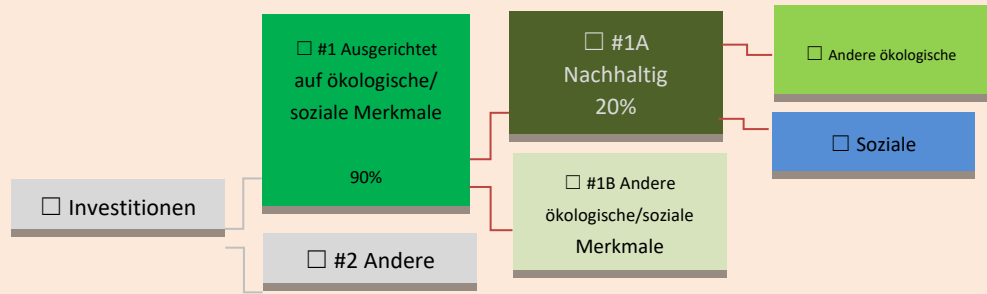 ☐ Investitionen
☐ #1 Ausgerichtet
auf ökologische/
soziale Merkmale
90%
☐ #2 Andere
☐ #1A
Nachhaltig
20%
☐ #1B Andere
ökologische/soziale
Merkmale
☐ Andere ökologische
☐ Soziale